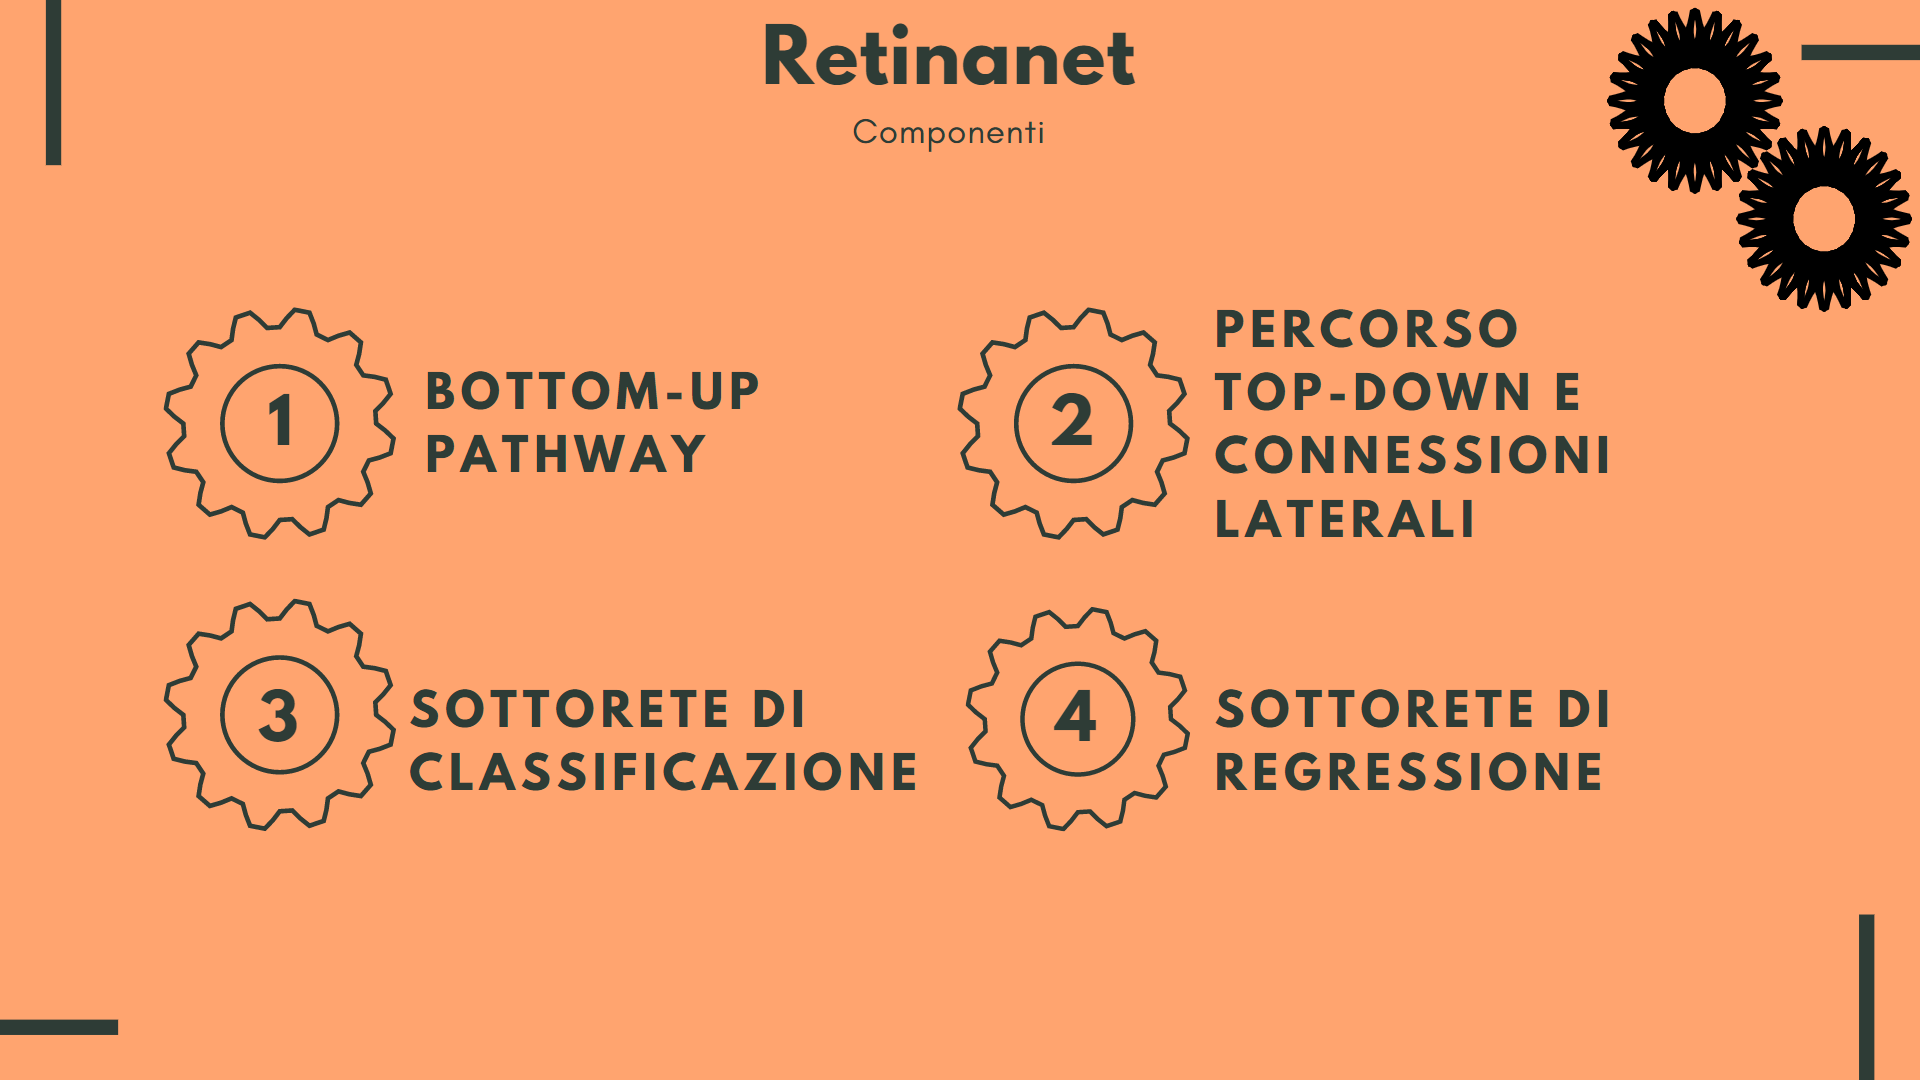 Retinanet
Componenti
1
BOTTOM-UP
PATHWAY
2
PERCORSO
TOP-DOWN E
CONNESSIONI
LATERALI
3
SOTTORETE DI
CLASSIFICAZIONE
4
SOTTORETE DI
REGRESSIONE